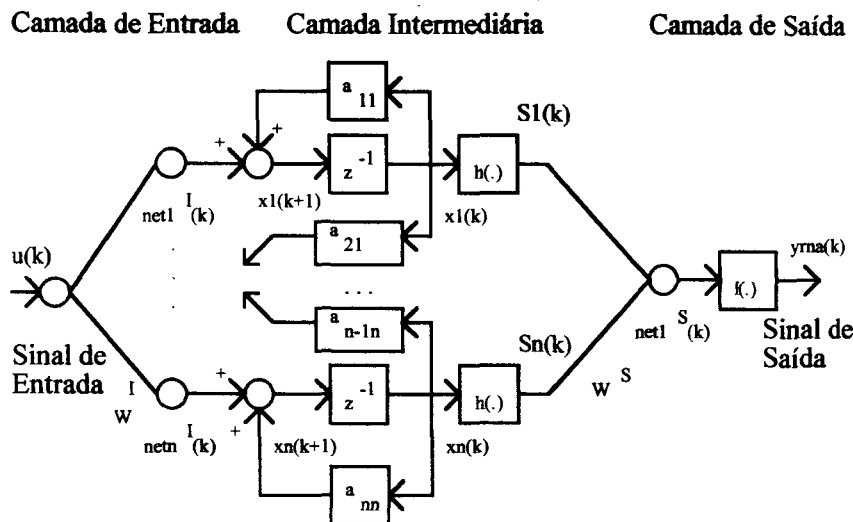 Camada de Entrada Camada Intermediária Camada de Saída
a 11
S1(k)
+ +
z -1
h(.)
net1 I (k)
x1(k+1)
x1(k)
a 21
u(k)
yrna(k)
. . .
f(.)
a n-1n
net1 S (k)
Sinal de Entrada
Sn(k)
Sinal de Saída
I W
+
z -1
h(.)
W S
+
netn I (k)
xn(k+1)
xn(k)
a nn